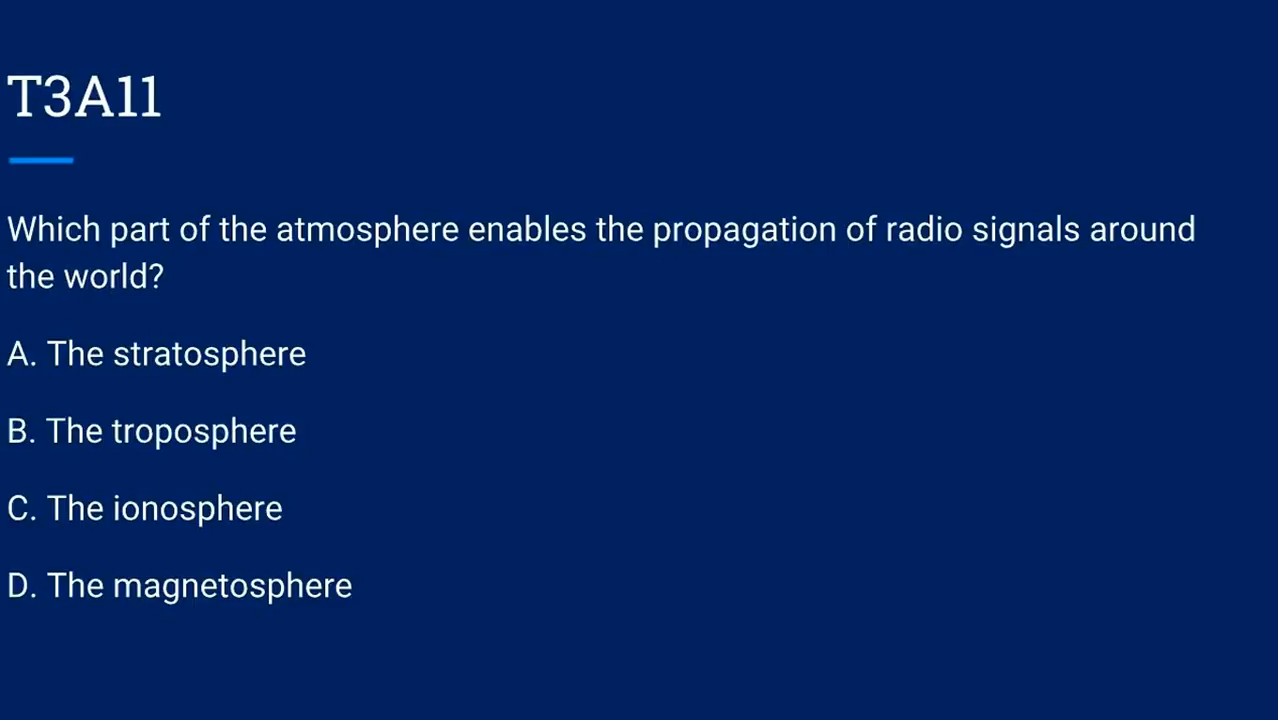 T3A11
Which part of the atmosphere enables the propagation of radio signals around
the world?
A. The stratosphere
B. The troposphere
C. The ionosphere
D. The magnetosphere